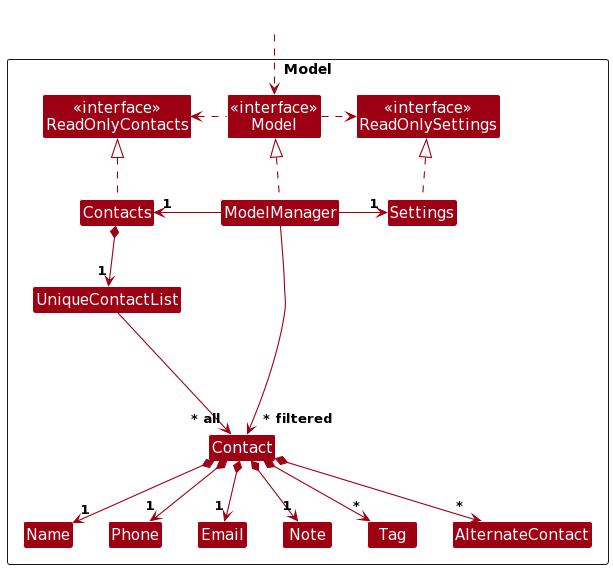 Model
«interface»
ReadOnlyContacts
«interface»
Model
«interface»
ReadOnlySettings
Contacts
1
ModelManager
1
Settings
1
UniqueContactList
* all
* filtered
Contact
1
1
1
1
*
*
Name
Phone
Email
Note
Tag
AlternateContact